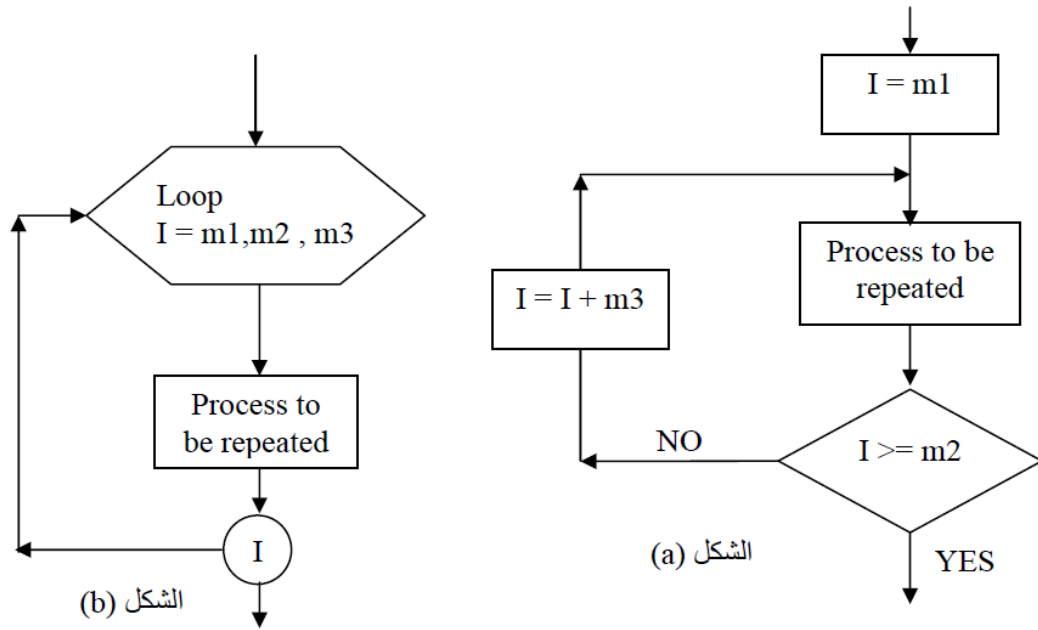 Loop
I = m1,m2 , m3
Process to
be repeated
I
الشكل (b)
I = m1
Process to be
repeated
I = I + m3
I >= m2
NO
YES
الشكل (a)